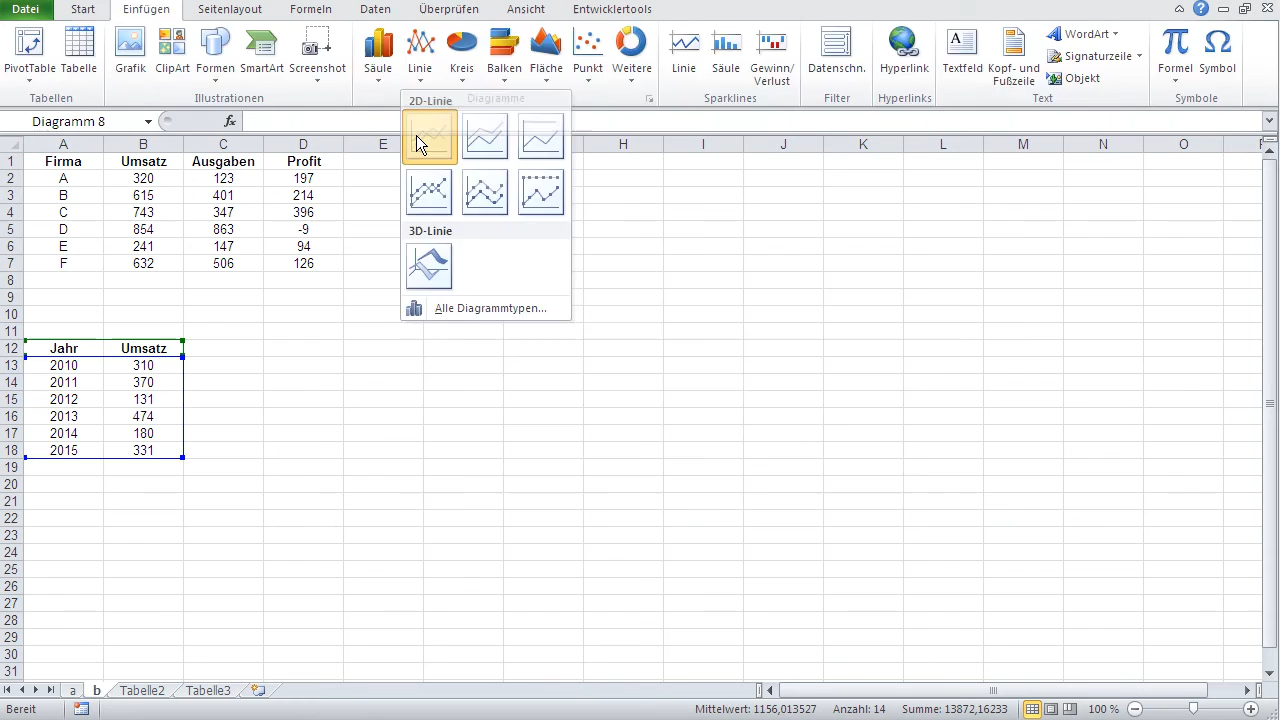 Datei Start Einfügen Seitenlayout Formeln Daten Überprüfen Ansicht Entwicklertools
PivotTable Tabelle Grafik ClipArt Formen SmartArt Screenshot Säule Linie Kreis Balken Fläche Punkt Weitere Linie Säule Gewinn/ Verlust Datenschn. Hyperlink Textfeld Kopf- und Fußzeile Formel Symbol
WordArt
Signaturzeile
Objekt
Tabellen Illustrationen Diagramme Sparklines Filter Hyperlinks Text Symbole
Diagramm 8 fx
2D-Linie
3D-Linie
Alle Diagrammtypen...
A B C D E H I J K L M N O
1 Firma Umsatz Ausgaben Profit
2 A 320 123 197
3 B 615 401 214
4 C 743 347 396
5 D 854 863 -9
6 E 241 147 94
7 F 632 506 126
8
9
10
11
12 Jahr Umsatz
13 2010 310
14 2011 370
15 2012 131
16 2013 474
17 2014 180
18 2015 331
19
20
21
22
23
24
25
26
27
28
29
30
31
a b Tabelle2 Tabelle3
Bereit Mittelwert: 1156,013527 Anzahl: 14 Summe: 13872,16233 100 %